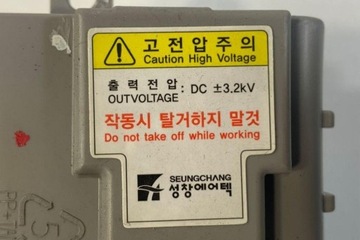 고전압주의
Caution High Voltage
출력전압: DC ±3.2kV
OUTVOLTAGE
작동시 탈거하지 말것
Do not take off while working
SEUNGCHANG
성창에어텍